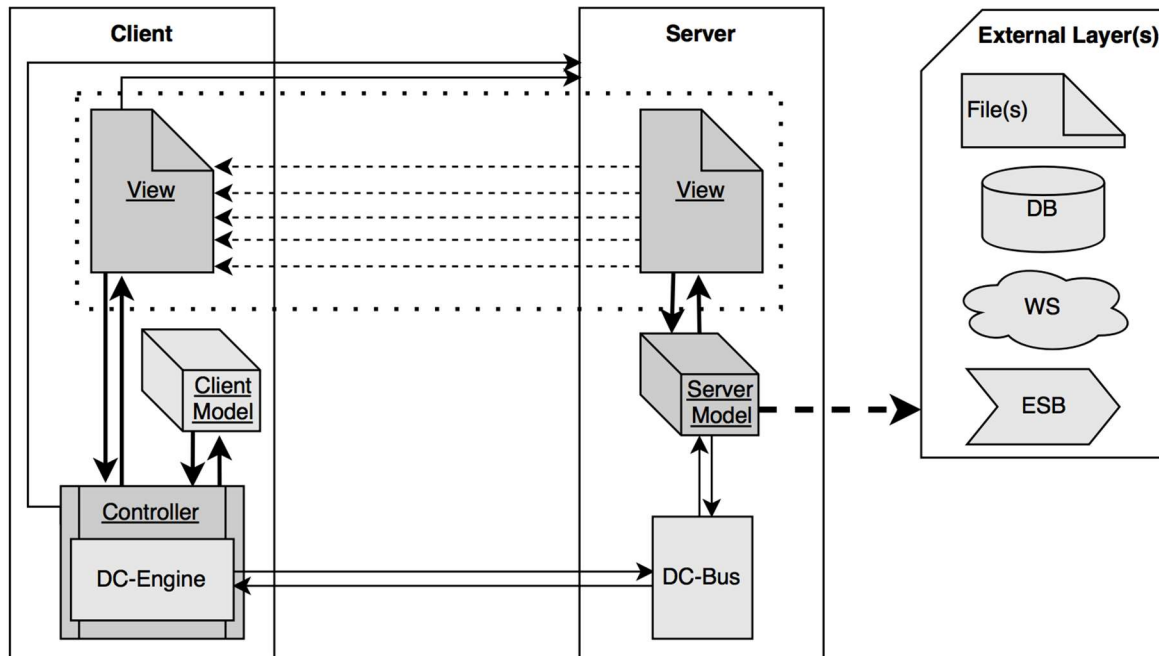 Client
Server
External Layer(s)
File(s)
View
View
DB
WS
Client
Model
Server
Model
ESB
Controller
DC-Engine
DC-Bus